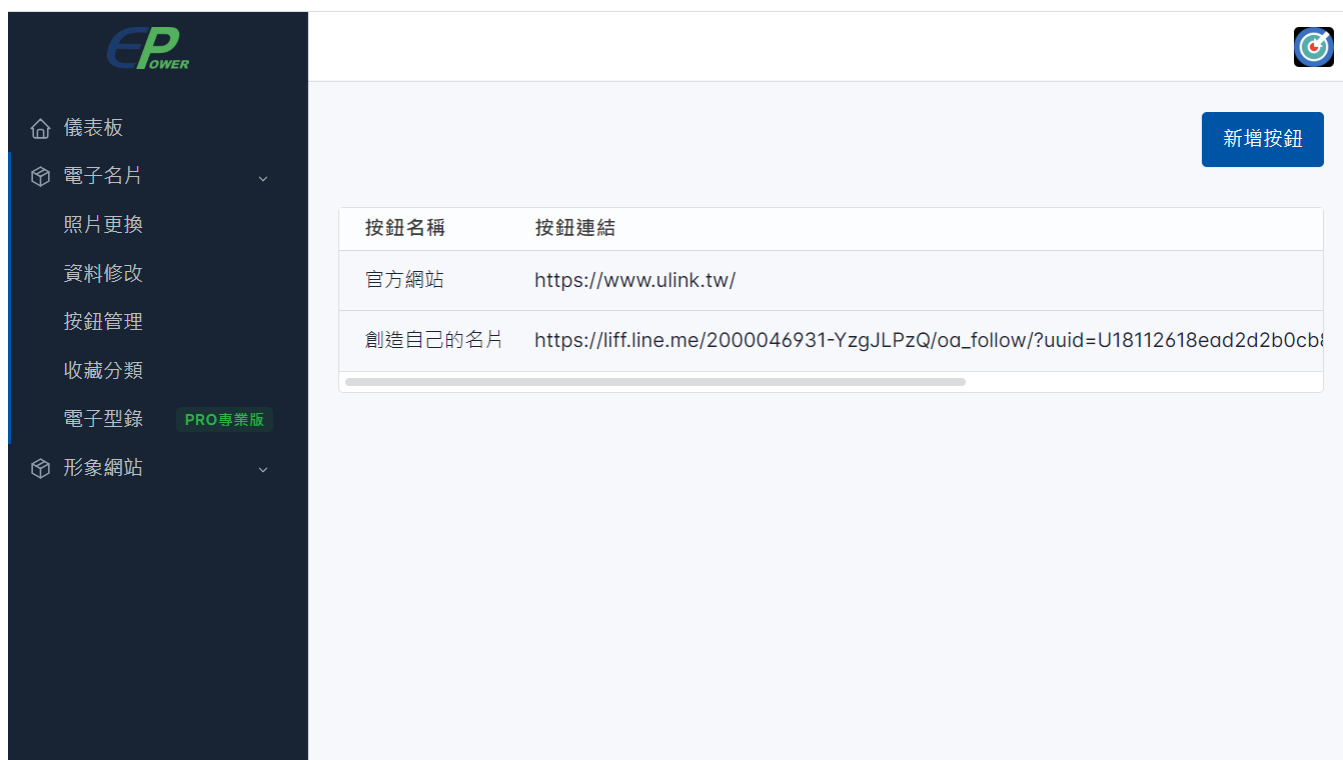 EPOWER
儀表板
電子名片
照片更換
資料修改
按鈕管理
收藏分類
電子型錄 PRO專業版
形象網站
新增按鈕
按鈕名稱 按鈕連結
官方網站 https://www.ulink.tw/
創造自己的名片 https://liff.line.me/2000046931-YzgJLPzQ/oa_follow/?uuid=U18112618ead2d2b0cb8